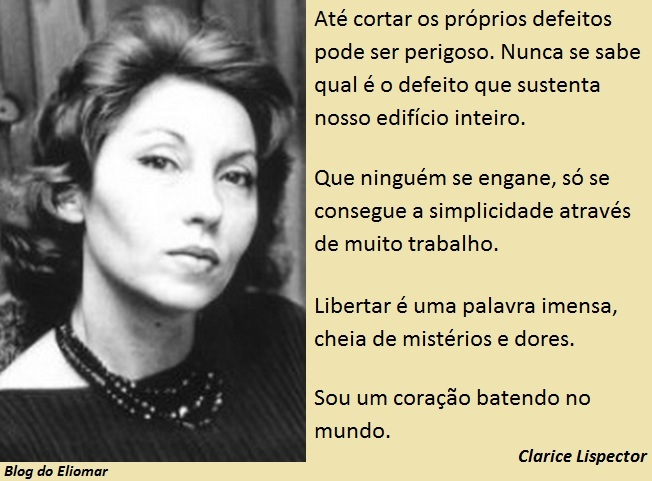 Até cortar os próprios defeitos
pode ser perigoso. Nunca se sabe
qual é o defeito que sustenta
nosso edifício inteiro.
Que ninguém se engane, só se
consegue a simplicidade através
de muito trabalho.
Libertar é uma palavra imensa,
cheia de mistérios e dores.
Sou um coração batendo no
mundo.
Clarice Lispector
Blog do Eliomar